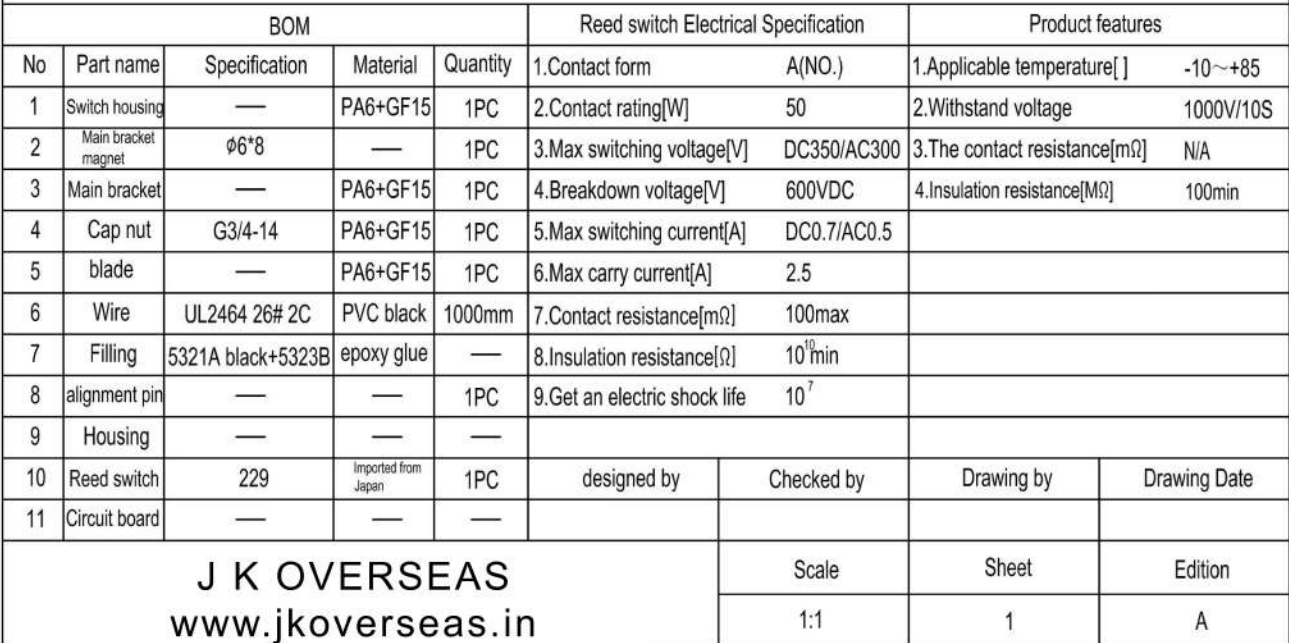 BOM Reed switch Electrical Specification Product features
No Part name Specification Material Quantity 1.Contact form A(NO.) 1.Applicable temperature[ ] -10～+85
1 Switch housing — PA6+GF15 1PC 2.Contact rating[W] 50 2.Withstand voltage 1000V/10S
2 Main bracket magnet ϕ6*8 — 1PC 3.Max switching voltage[V] DC350/AC300 3.The contact resistance[mΩ] N/A
3 Main bracket — PA6+GF15 1PC 4.Breakdown voltage[V] 600VDC 4.Insulation resistance[MΩ] 100min
4 Cap nut G3/4-14 PA6+GF15 1PC 5.Max switching current[A] DC0.7/AC0.5
5 blade — PA6+GF15 1PC 6.Max carry current[A] 2.5
6 Wire UL2464 26# 2C PVC black 1000mm 7.Contact resistance[mΩ] 100max
7 Filling 5321A black+5323B epoxy glue — 8.Insulation resistance[Ω] 10¹⁰min
8 alignment pin — — 1PC 9.Get an electric shock life 10⁷
9 Housing — — —
10 Reed switch 229 Imported from Japan 1PC designed by Checked by Drawing by Drawing Date
11 Circuit board — — —
J K OVERSEAS Scale Sheet Edition
www.jkoverseas.in 1:1 1 A